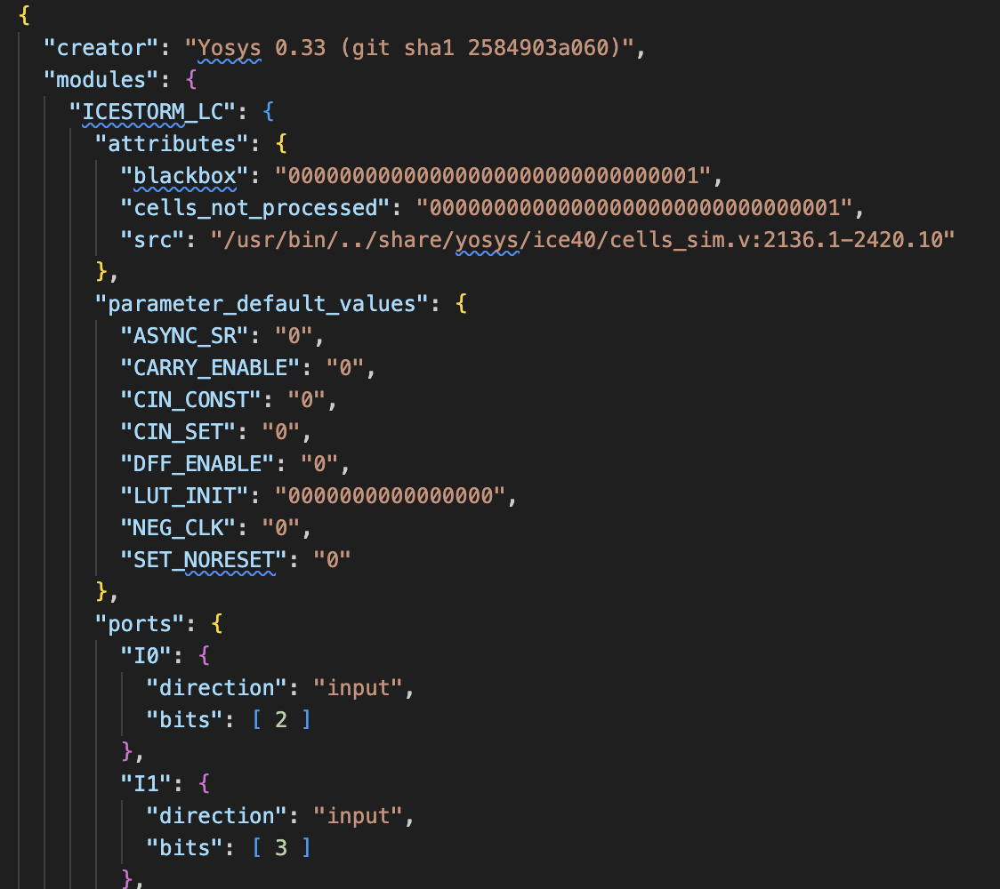 {
"creator": "Yosys 0.33 (git sha1 2584903a060)",
"modules": {
"ICESTORM_LC": {
"attributes": {
"blackbox": "00000000000000000000000000000001",
"cells_not_processed": "00000000000000000000000000000001",
"src": "/usr/bin/../share/yosys/ice40/cells_sim.v:2136.1-2420.10"
},
"parameter_default_values": {
"ASYNC_SR": "0",
"CARRY_ENABLE": "0",
"CIN_CONST": "0",
"CIN_SET": "0",
"DFF_ENABLE": "0",
"LUT_INIT": "0000000000000000",
"NEG_CLK": "0",
"SET_NORESET": "0"
},
"ports": {
"I0": {
"direction": "input",
"bits": [ 2 ]
},
"I1": {
"direction": "input",
"bits": [ 3 ]
},